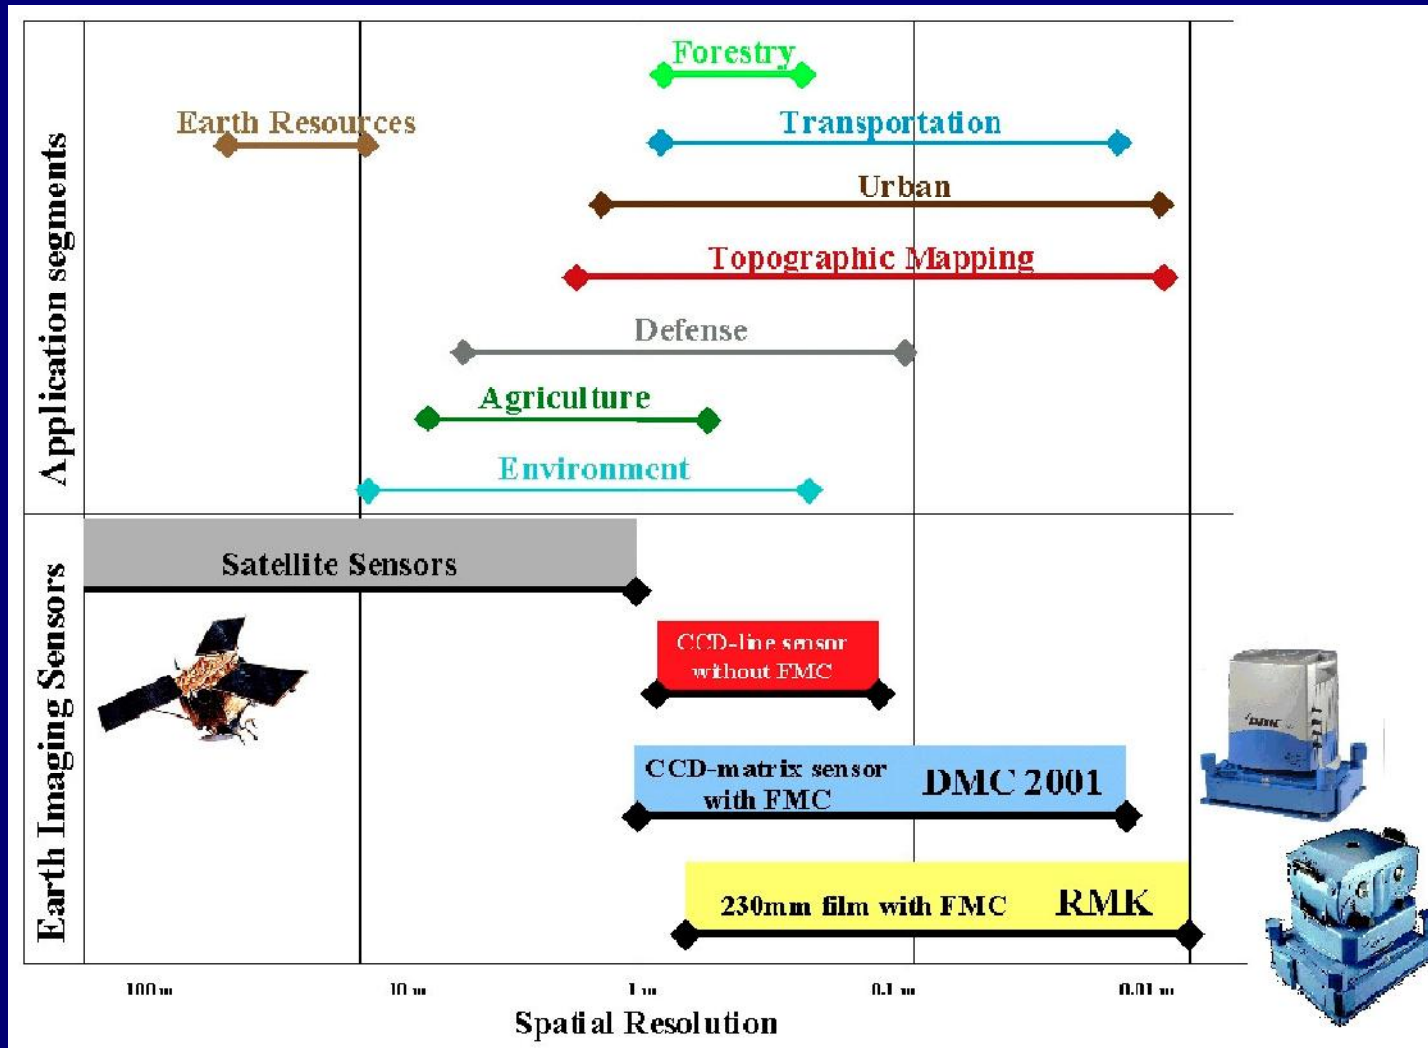 Application segments
Forestry
Earth Resources
Transportation
Urban
Topographic Mapping
Defense
Agriculture
Environment
Earth Imaging Sensors
Satellite Sensors
CCD-line sensor
without FMC
CCD-matrix sensor
with FMC
DMC 2001
230mm film with FMC
RMK
DMC
100 m
10 m
1 m
0.1 m
0.01 m
Spatial Resolution